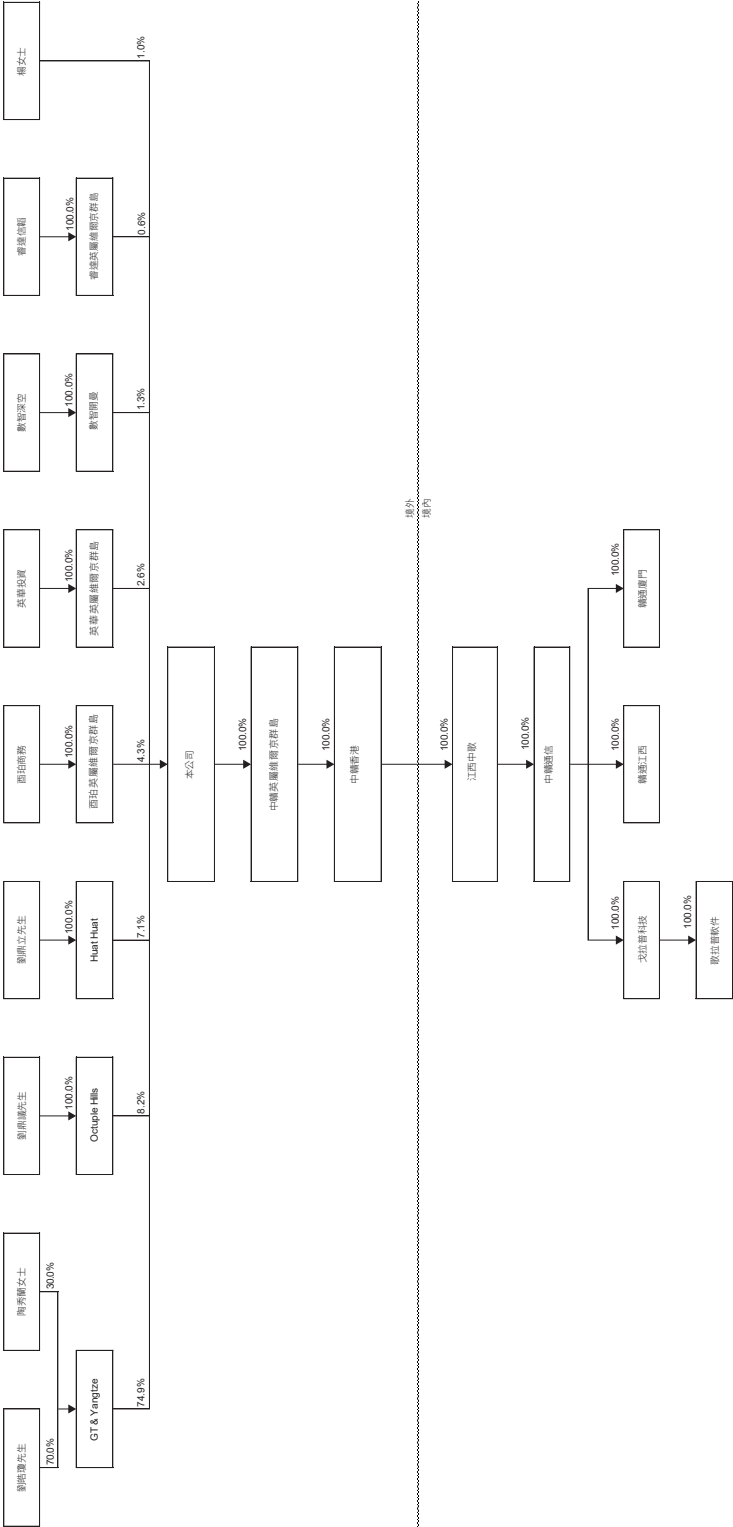 劉皓瓊先生
陶秀蘭女士
劉鼎議先生
劉鼎立先生
酉珀商務
英華投資
數智深空
睿達信韜
楊女士
70.0%
30.0%
100.0%
100.0%
100.0%
100.0%
100.0%
100.0%
GT & Yangtze
Octuple Hills
Huat Huat
酉珀英屬維爾京群島
英華英屬維爾京群島
數智開曼
睿達英屬維爾京群島
74.9%
8.2%
7.1%
4.3%
2.6%
1.3%
0.6%
1.0%
本公司
100.0%
中贛英屬維爾京群島
100.0%
中贛香港
境外
境內
100.0%
江西中歌
100.0%
中贛通信
100.0%
100.0%
100.0%
戈拉普科技
贛通江西
贛通廈門
100.0%
歌拉普軟件